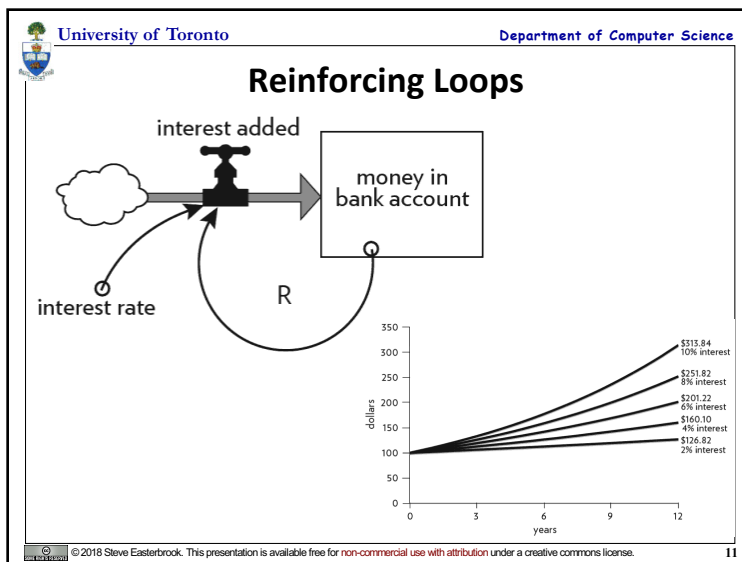 University of Toronto
Department of Computer Science
Reinforcing Loops
interest added
money in
bank account
interest rate
R
350
300
250
200
150
100
50
0
dollars
$313.84
10% interest
$251.82
8% interest
$201.22
6% interest
$160.10
4% interest
$126.82
2% interest
0
3
6
9
12
years
© 2018 Steve Easterbrook. This presentation is available free for non-commercial use with attribution under a creative commons license.
11